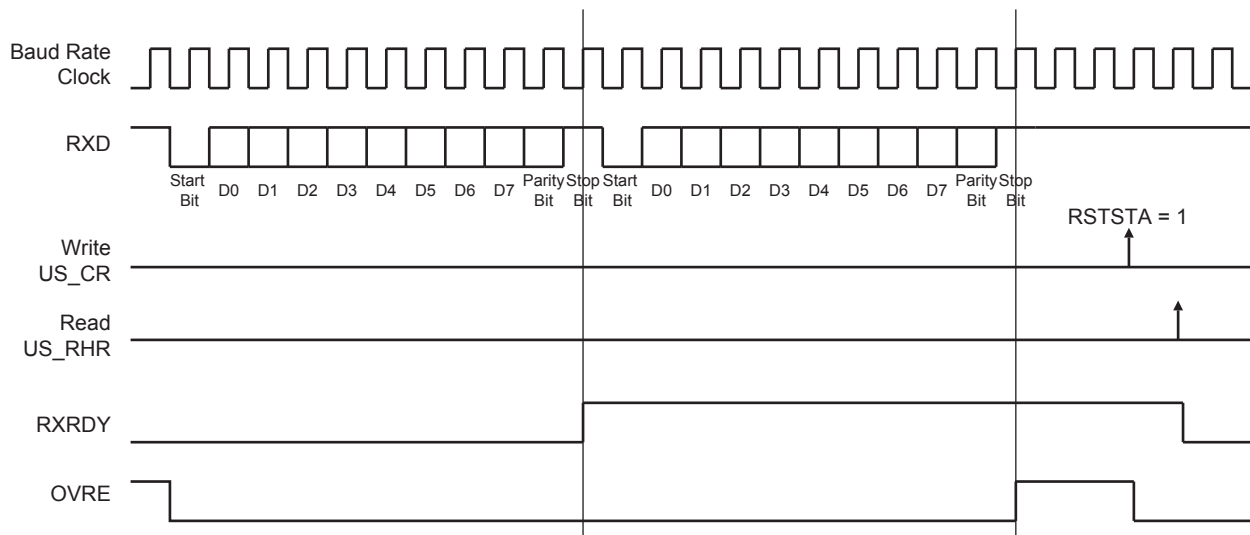 Baud Rate
Clock
RXD
Start
Bit
D0
D1
D2
D3
D4
D5
D6
D7
Parity
Bit
Stop
Bit
Start
Bit
D0
D1
D2
D3
D4
D5
D6
D7
Parity
Bit
Stop
Bit
RSTSTA = 1
Write
US_CR
Read
US_RHR
RXRDY
OVRE